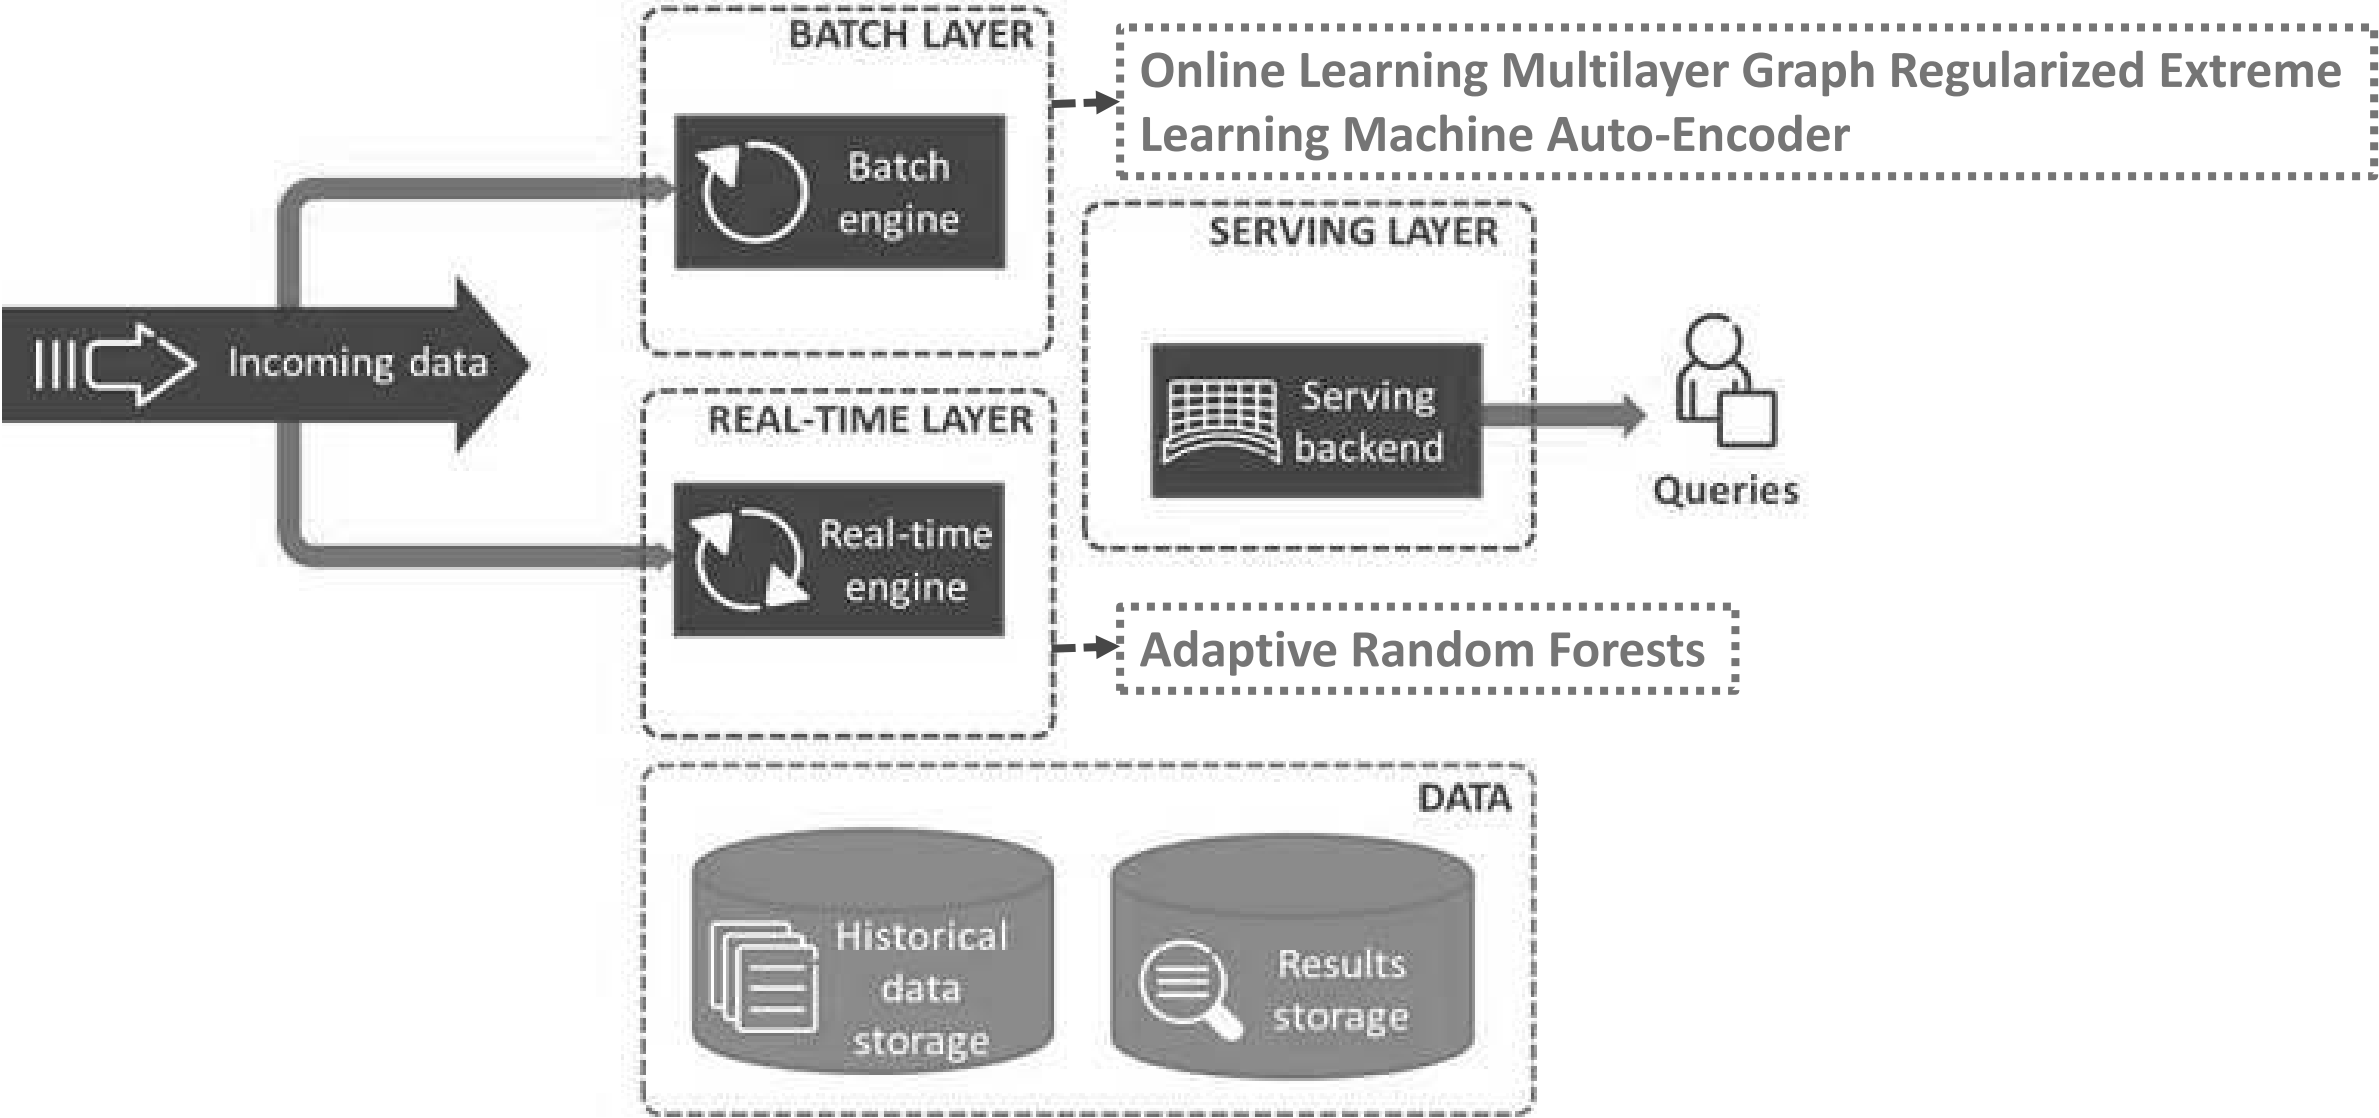 BATCH LAYER
Online Learning Multilayer Graph Regularized Extreme
Learning Machine Auto-Encoder
Batch
engine
SERVING LAYER
Incoming data
Serving
backend
Queries
REAL-TIME LAYER
Real-time
engine
Adaptive Random Forests
DATA
Historical
data
storage
Results
storage